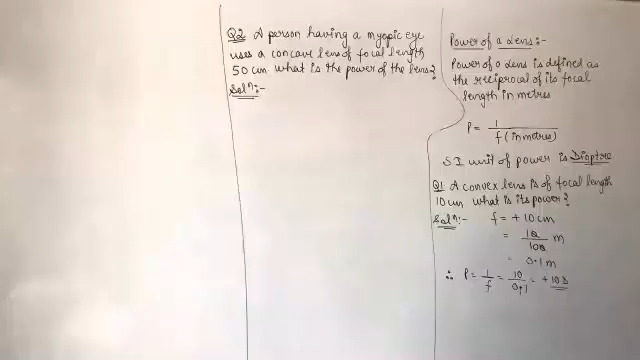 Q2 A person having a myopic eye
uses a concave lens of focal length
50 cm what is the power of the lens?
Solⁿ:-
Power of a Lens:-
Power of a Lens is defined as
the reciprocal of its focal
length in metres
P = 1 / f (in metres)
S.I unit of power is Dioptre
Q1 A convex lens is of focal length
10 cm what is its power?
Solⁿ:- f = + 10 cm
= 10 / 100 m
= 0.1 m
∴ P = 1 / f = 10 / 0.1 = + 10 D